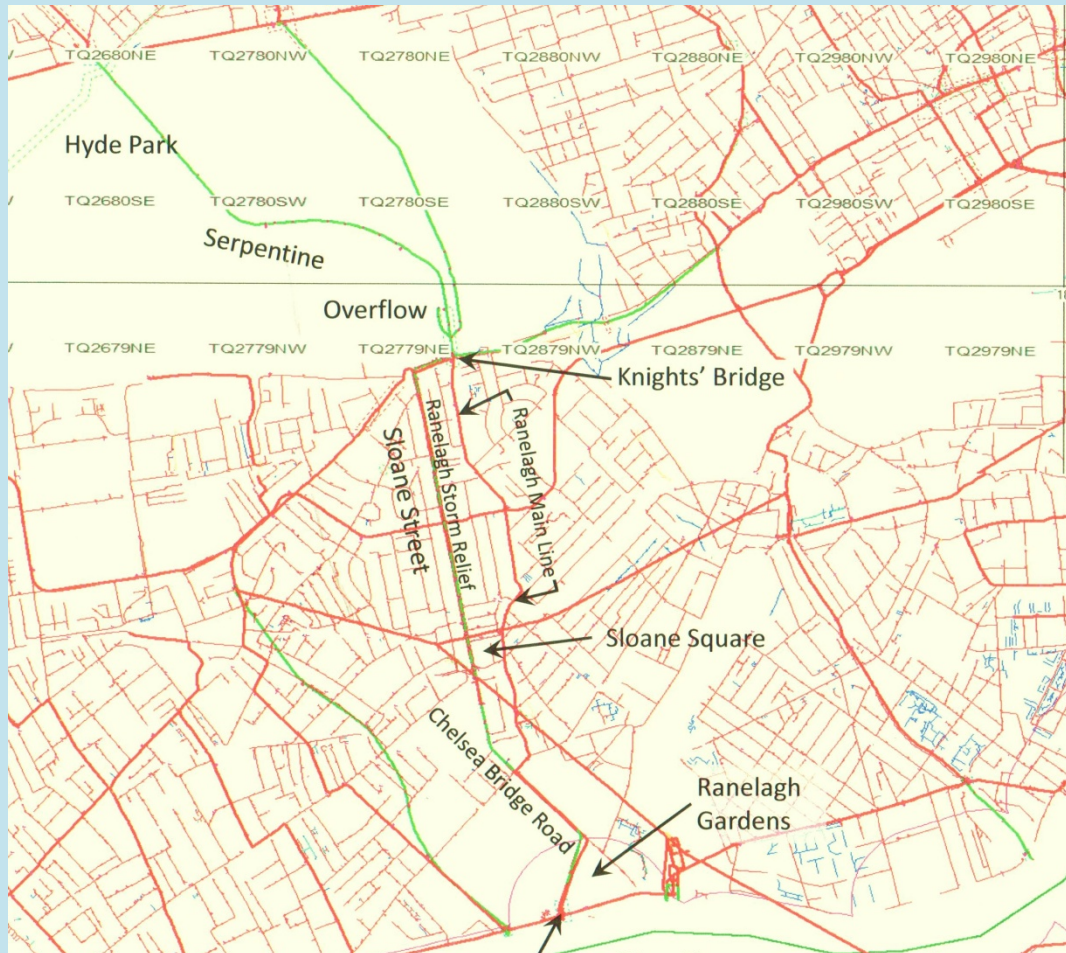 TQ2680NE TQ2780NW TQ2780NE TQ2880NW TQ2880NE TQ2980NW TQ2980NE
Hyde Park
TQ2680SE TQ2780SW TQ2780SE TQ2880SW TQ2880SE TQ2980SW TQ2980SE
Serpentine
Overflow
TQ2679NE TQ2779NW TQ2779NE TQ2879NW TQ2879NE TQ2979NW TQ2979NE
Knights' Bridge
Sloane Street
Ranelagh Storm Relief
Ranelagh Main Line
Sloane Square
Chelsea Bridge Road
Ranelagh
Gardens